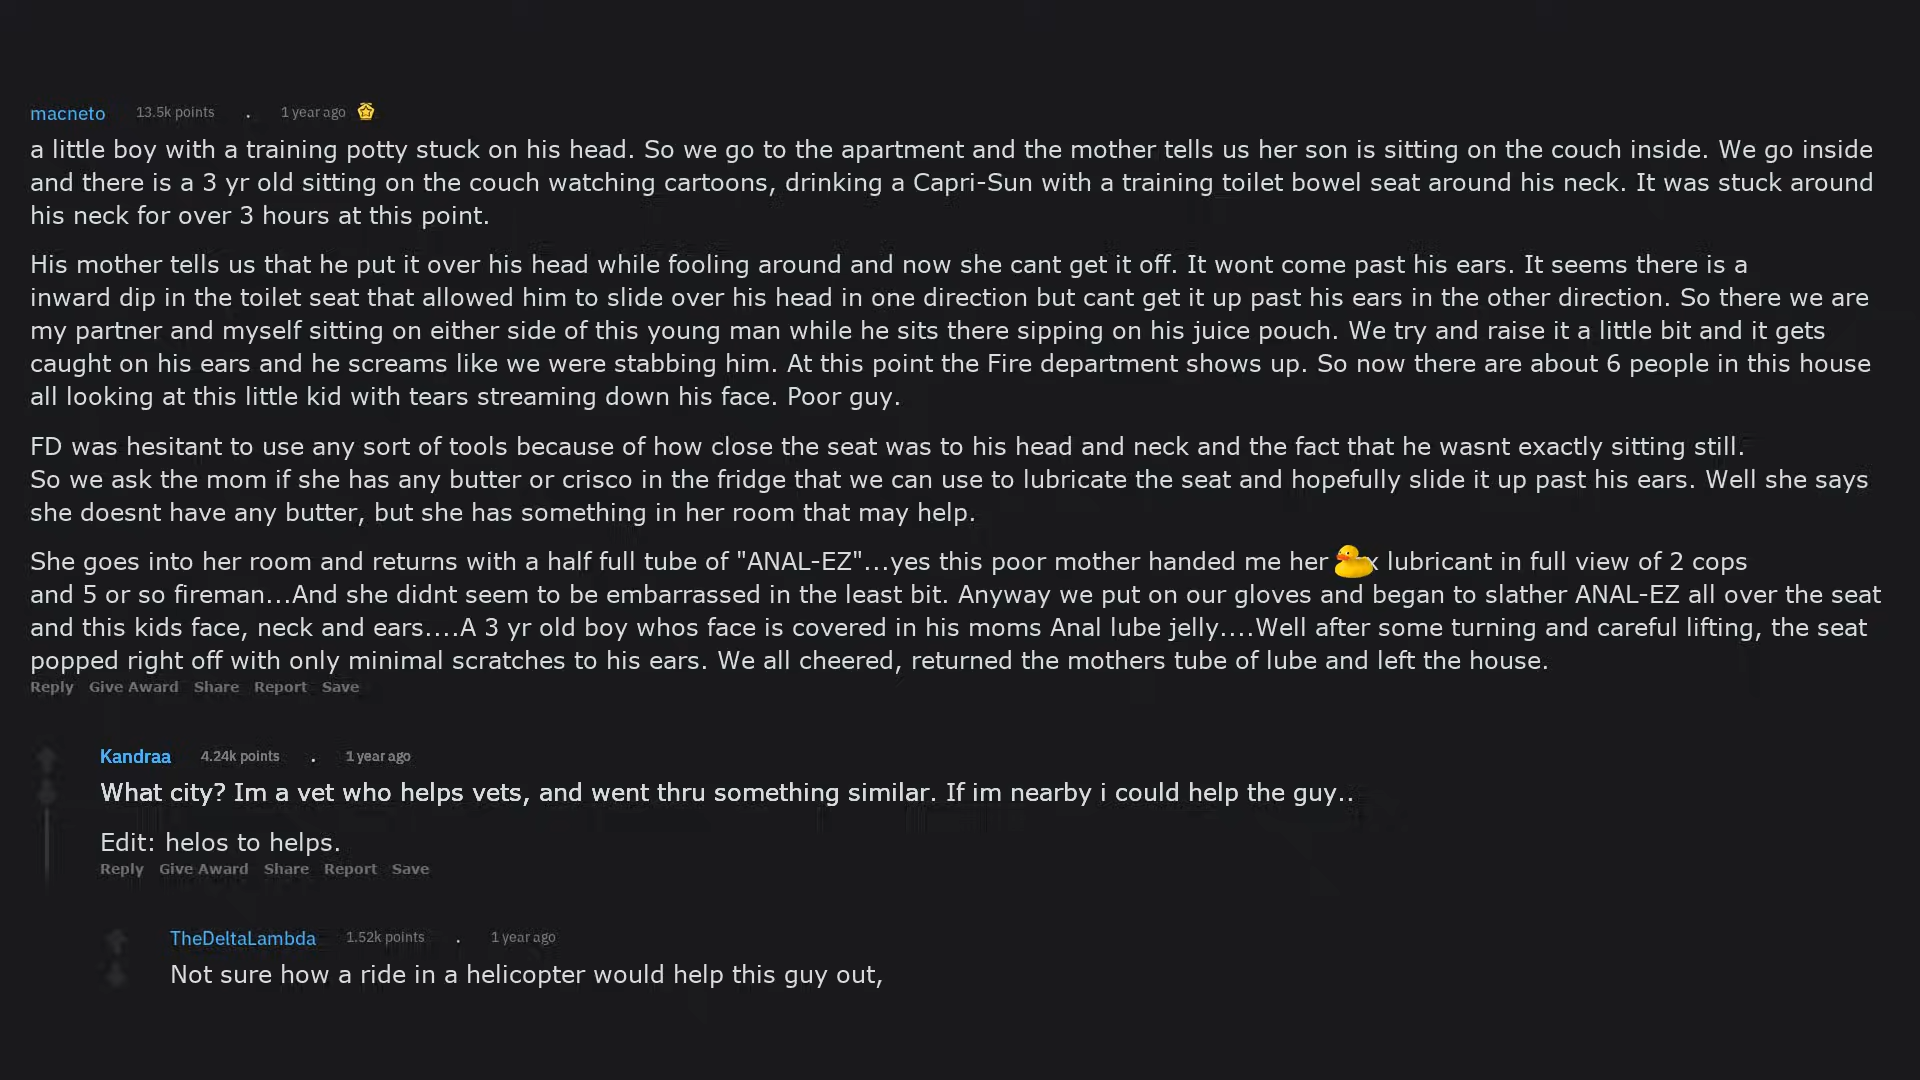 macneto 13.5k points . 1 year ago
a little boy with a training potty stuck on his head. So we go to the apartment and the mother tells us her son is sitting on the couch inside. We go inside
and there is a 3 yr old sitting on the couch watching cartoons, drinking a Capri-Sun with a training toilet bowel seat around his neck. It was stuck around
his neck for over 3 hours at this point.
His mother tells us that he put it over his head while fooling around and now she cant get it off. It wont come past his ears. It seems there is a
inward dip in the toilet seat that allowed him to slide over his head in one direction but cant get it up past his ears in the other direction. So there we are
my partner and myself sitting on either side of this young man while he sits there sipping on his juice pouch. We try and raise it a little bit and it gets
caught on his ears and he screams like we were stabbing him. At this point the Fire department shows up. So now there are about 6 people in this house
all looking at this little kid with tears streaming down his face. Poor guy.
FD was hesitant to use any sort of tools because of how close the seat was to his head and neck and the fact that he wasnt exactly sitting still.
So we ask the mom if she has any butter or crisco in the fridge that we can use to lubricate the seat and hopefully slide it up past his ears. Well she says
she doesnt have any butter, but she has something in her room that may help.
She goes into her room and returns with a half full tube of "ANAL-EZ"...yes this poor mother handed me her x lubricant in full view of 2 cops
and 5 or so fireman...And she didnt seem to be embarrassed in the least bit. Anyway we put on our gloves and began to slather ANAL-EZ all over the seat
and this kids face, neck and ears....A 3 yr old boy whos face is covered in his moms Anal lube jelly....Well after some turning and careful lifting, the seat
popped right off with only minimal scratches to his ears. We all cheered, returned the mothers tube of lube and left the house.
Reply Give Award Share Report Save
Kandraa 4.24k points . 1 year ago
What city? Im a vet who helps vets, and went thru something similar. If im nearby i could help the guy..
Edit: helos to helps.
Reply Give Award Share Report Save
TheDeltaLambda 1.52k points . 1 year ago
Not sure how a ride in a helicopter would help this guy out,